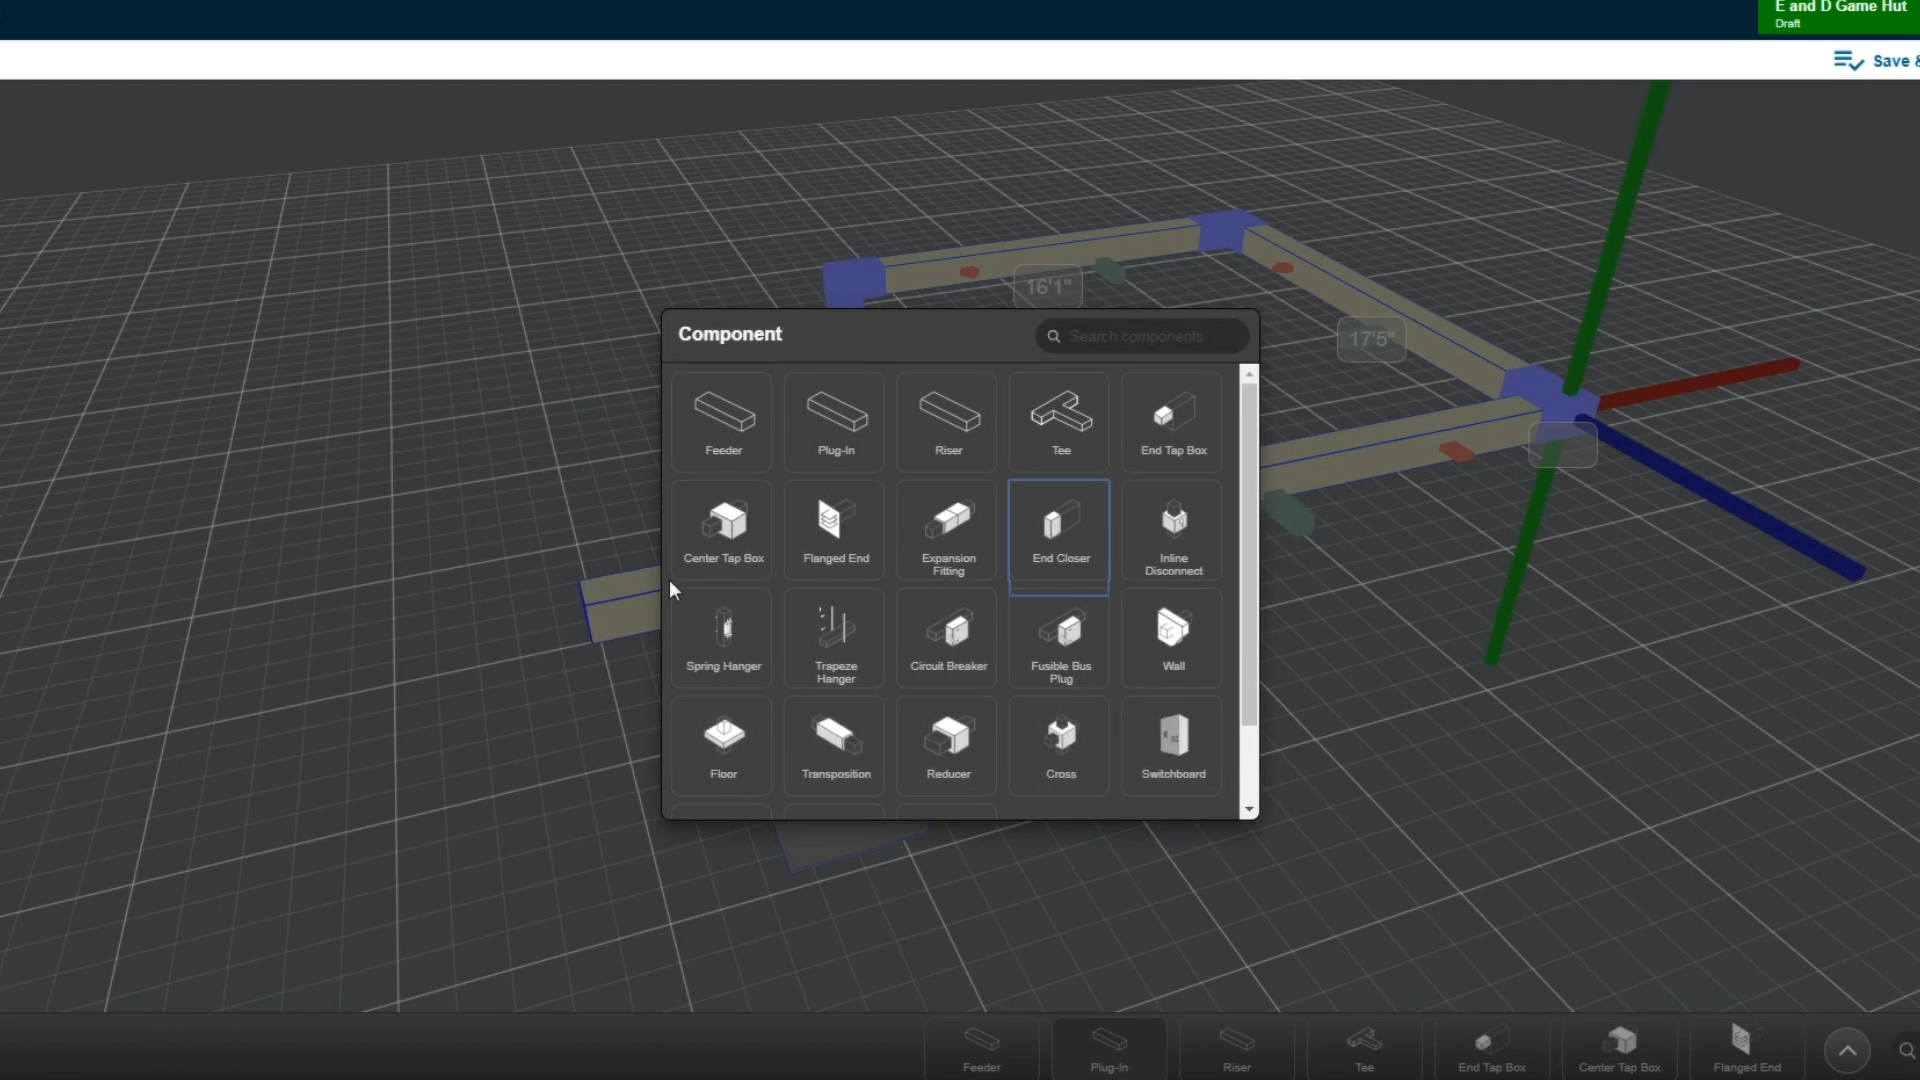 E and D Game Hut
Draft
Save &
16'1"
17'5"
Component
Search components
Feeder
Plug-In
Riser
Tee
End Tap Box
Center Tap Box
Flanged End
Expansion
Fitting
End Closer
Inline
Disconnect
Spring Hanger
Trapeze
Hanger
Circuit Breaker
Fusible Bus
Plug
Wall
Floor
Transposition
Reducer
Cross
Switchboard
Feeder
Plug-In
Riser
Tee
End Tap Box
Center Tap Box
Flanged End